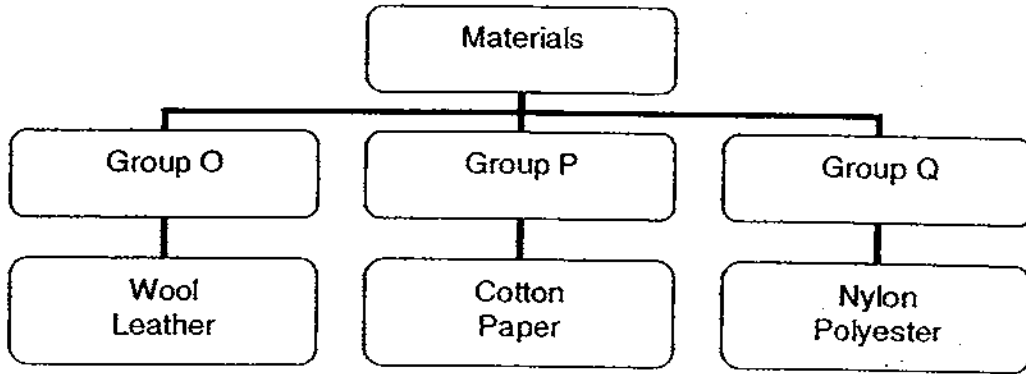 Materials
Group O
Group P
Group Q
Wool
Leather
Cotton
Paper
Nylon
Polyester